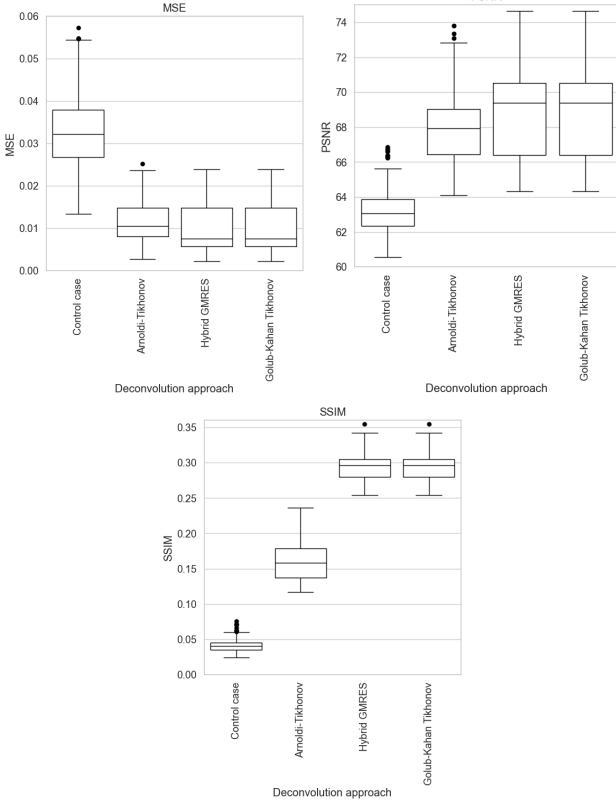 MSE
0.06
0.05
0.04
0.03
0.02
0.01
0.00
MSE
Control case
Arnoldi-Tikhonov
Hybrid GMRES
Golub-Kahan Tikhonov
Deconvolution approach
74
72
70
68
66
64
62
60
PSNR
Control case
Arnoldi-Tikhonov
Hybrid GMRES
Golub-Kahan Tikhonov
Deconvolution approach
SSIM
0.35
0.30
0.25
0.20
0.15
0.10
0.05
0.00
SSIM
Control case
Arnoldi-Tikhonov
Hybrid GMRES
Golub-Kahan Tikhonov
Deconvolution approach